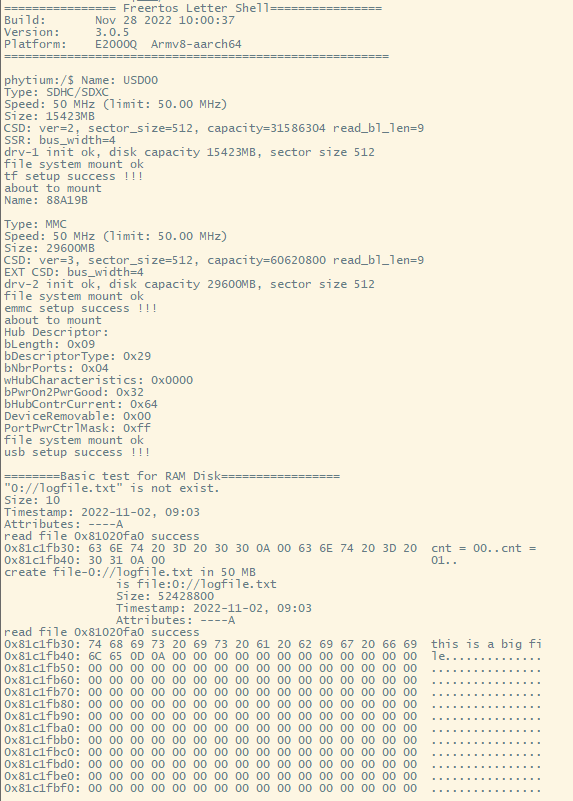 ================ Freertos Letter Shell================
Build:       Nov 28 2022 10:00:37
Version:     3.0.5
Platform:    E2000Q  Armv8-aarch64
=======================================================
phytium:/$ Name: USD00
Type: SDHC/SDXC
Speed: 50 MHz (limit: 50.00 MHz)
Size: 15423MB
CSD: ver=2, sector_size=512, capacity=31586304 read_bl_len=9
SSR: bus_width=4
drv-1 init ok, disk capacity 15423MB, sector size 512
file system mount ok
tf setup success !!!
about to mount
Name: 88A19B
Type: MMC
Speed: 50 MHz (limit: 50.00 MHz)
Size: 29600MB
CSD: ver=3, sector_size=512, capacity=60620800 read_bl_len=9
EXT CSD: bus_width=4
drv-2 init ok, disk capacity 29600MB, sector size 512
file system mount ok
emmc setup success !!!
about to mount
Hub Descriptor:
bLength: 0x09
bDescriptorType: 0x29
bNbrPorts: 0x04
wHubCharacteristics: 0x0000
bPwrOn2PwrGood: 0x32
bHubContrCurrent: 0x64
DeviceRemovable: 0x00
PortPwrCtrlMask: 0xff
file system mount ok
usb setup success !!!
========Basic test for RAM Disk=================
"0://logfile.txt" is not exist.
Size: 10
Timestamp: 2022-11-02, 09:03
Attributes: ----A
read file 0x81020fa0 success
0x81c1fb30: 63 6E 74 20 3D 20 30 30 0A 00 63 6E 74 20 3D 20  cnt = 00..cnt =
0x81c1fb40: 30 31 0A 00                                      01..
create file-0://logfile.txt in 50 MB
is file:0://logfile.txt
Size: 52428800
Timestamp: 2022-11-02, 09:03
Attributes: ----A
read file 0x81020fa0 success
0x81c1fb30: 74 68 69 73 20 69 73 20 61 20 62 69 67 20 66 69  this is a big fi
0x81c1fb40: 6C 65 0D 0A 00 00 00 00 00 00 00 00 00 00 00 00  le..............
0x81c1fb50: 00 00 00 00 00 00 00 00 00 00 00 00 00 00 00 00  ................
0x81c1fb60: 00 00 00 00 00 00 00 00 00 00 00 00 00 00 00 00  ................
0x81c1fb70: 00 00 00 00 00 00 00 00 00 00 00 00 00 00 00 00  ................
0x81c1fb80: 00 00 00 00 00 00 00 00 00 00 00 00 00 00 00 00  ................
0x81c1fb90: 00 00 00 00 00 00 00 00 00 00 00 00 00 00 00 00  ................
0x81c1fba0: 00 00 00 00 00 00 00 00 00 00 00 00 00 00 00 00  ................
0x81c1fbb0: 00 00 00 00 00 00 00 00 00 00 00 00 00 00 00 00  ................
0x81c1fbc0: 00 00 00 00 00 00 00 00 00 00 00 00 00 00 00 00  ................
0x81c1fbd0: 00 00 00 00 00 00 00 00 00 00 00 00 00 00 00 00  ................
0x81c1fbe0: 00 00 00 00 00 00 00 00 00 00 00 00 00 00 00 00  ................
0x81c1fbf0: 00 00 00 00 00 00 00 00 00 00 00 00 00 00 00 00  ................